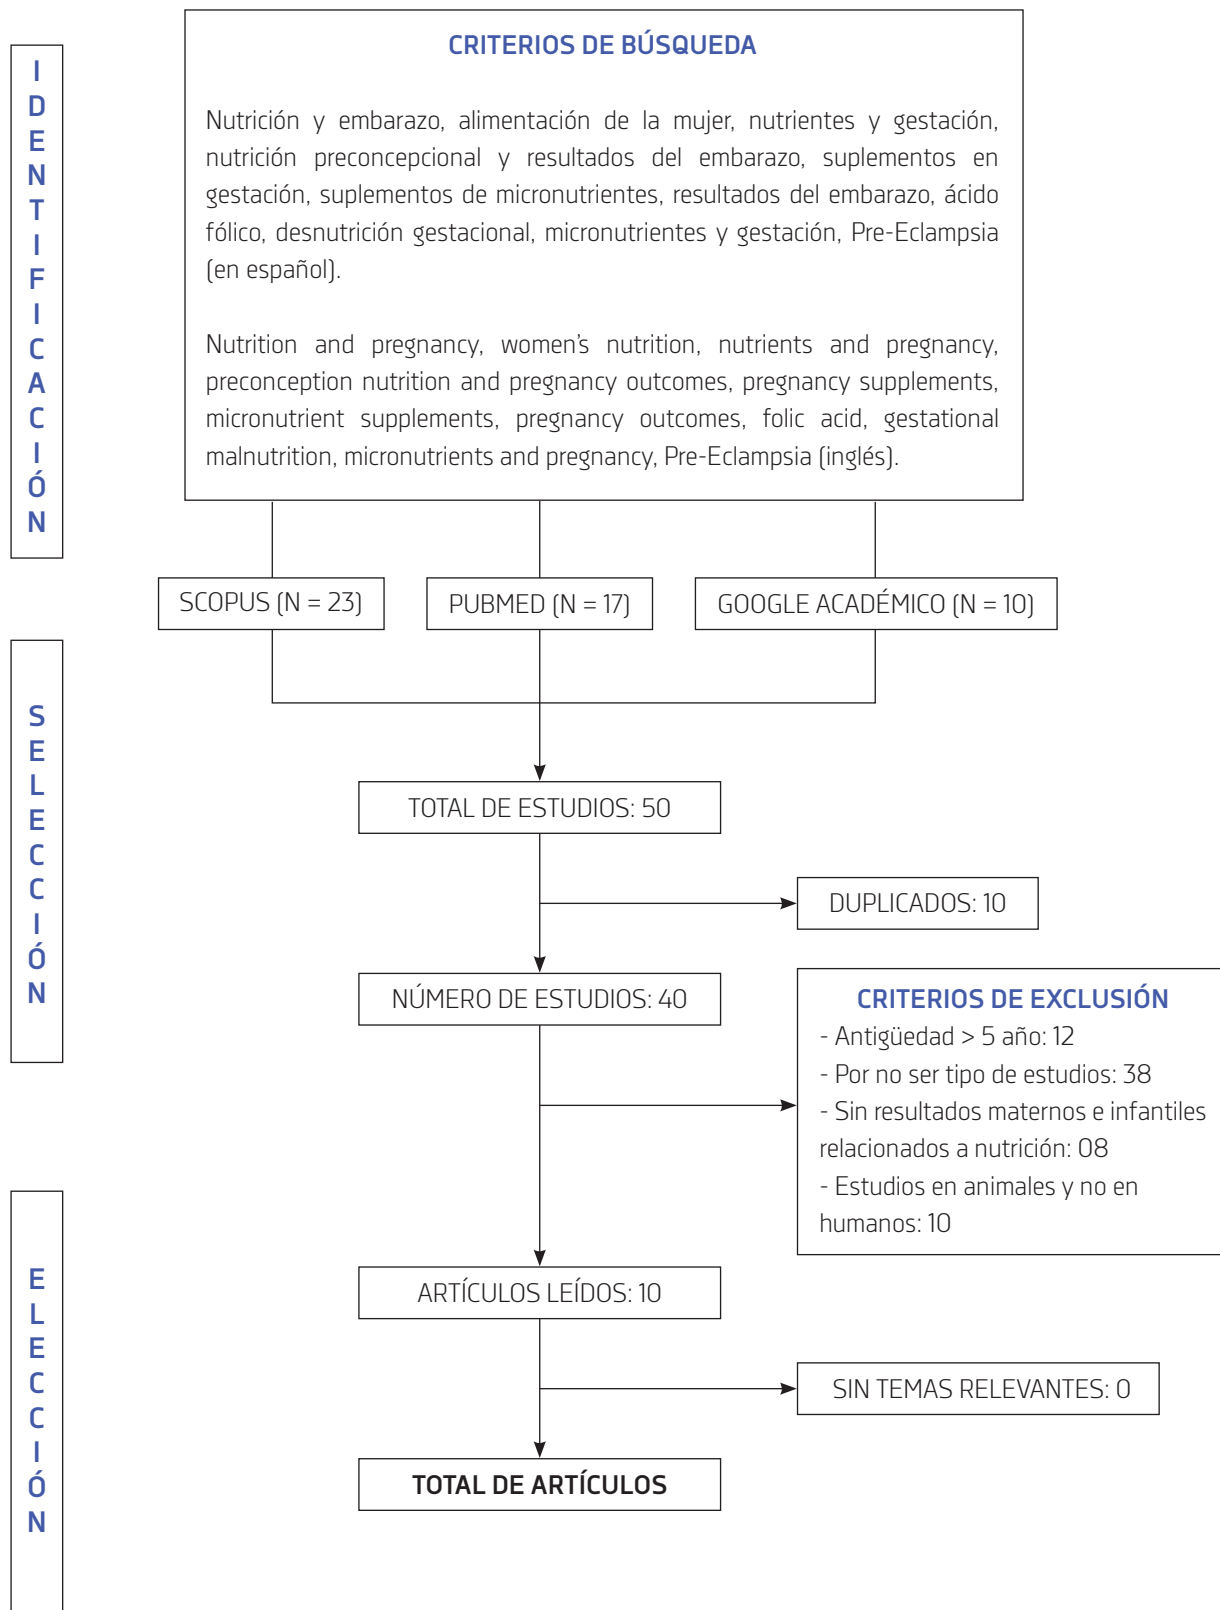 IDENTIFICACIÓN
CRITERIOS DE BÚSQUEDA
Nutrición y embarazo, alimentación de la mujer, nutrientes y gestación,
nutrición preconcepcional y resultados del embarazo, suplementos en
gestación, suplementos de micronutrientes, resultados del embarazo, ácido
fólico, desnutrición gestacional, micronutrientes y gestación, Pre-Eclampsia
(en español).
Nutrition and pregnancy, women's nutrition, nutrients and pregnancy,
preconception nutrition and pregnancy outcomes, pregnancy supplements,
micronutrient supplements, pregnancy outcomes, folic acid, gestational
malnutrition, micronutrients and pregnancy, Pre-Eclampsia (inglés).
SCOPUS (N = 23)
PUBMED (N = 17)
GOOGLE ACADÉMICO (N = 10)
SELECCIÓN
TOTAL DE ESTUDIOS: 50
DUPLICADOS: 10
NÚMERO DE ESTUDIOS: 40
CRITERIOS DE EXCLUSIÓN
- Antigüedad > 5 año: 12
- Por no ser tipo de estudios: 38
- Sin resultados maternos e infantiles
relacionados a nutrición: 08
- Estudios en animales y no en
humanos: 10
ELECCIÓN
ARTÍCULOS LEÍDOS: 10
SIN TEMAS RELEVANTES: 0
TOTAL DE ARTÍCULOS